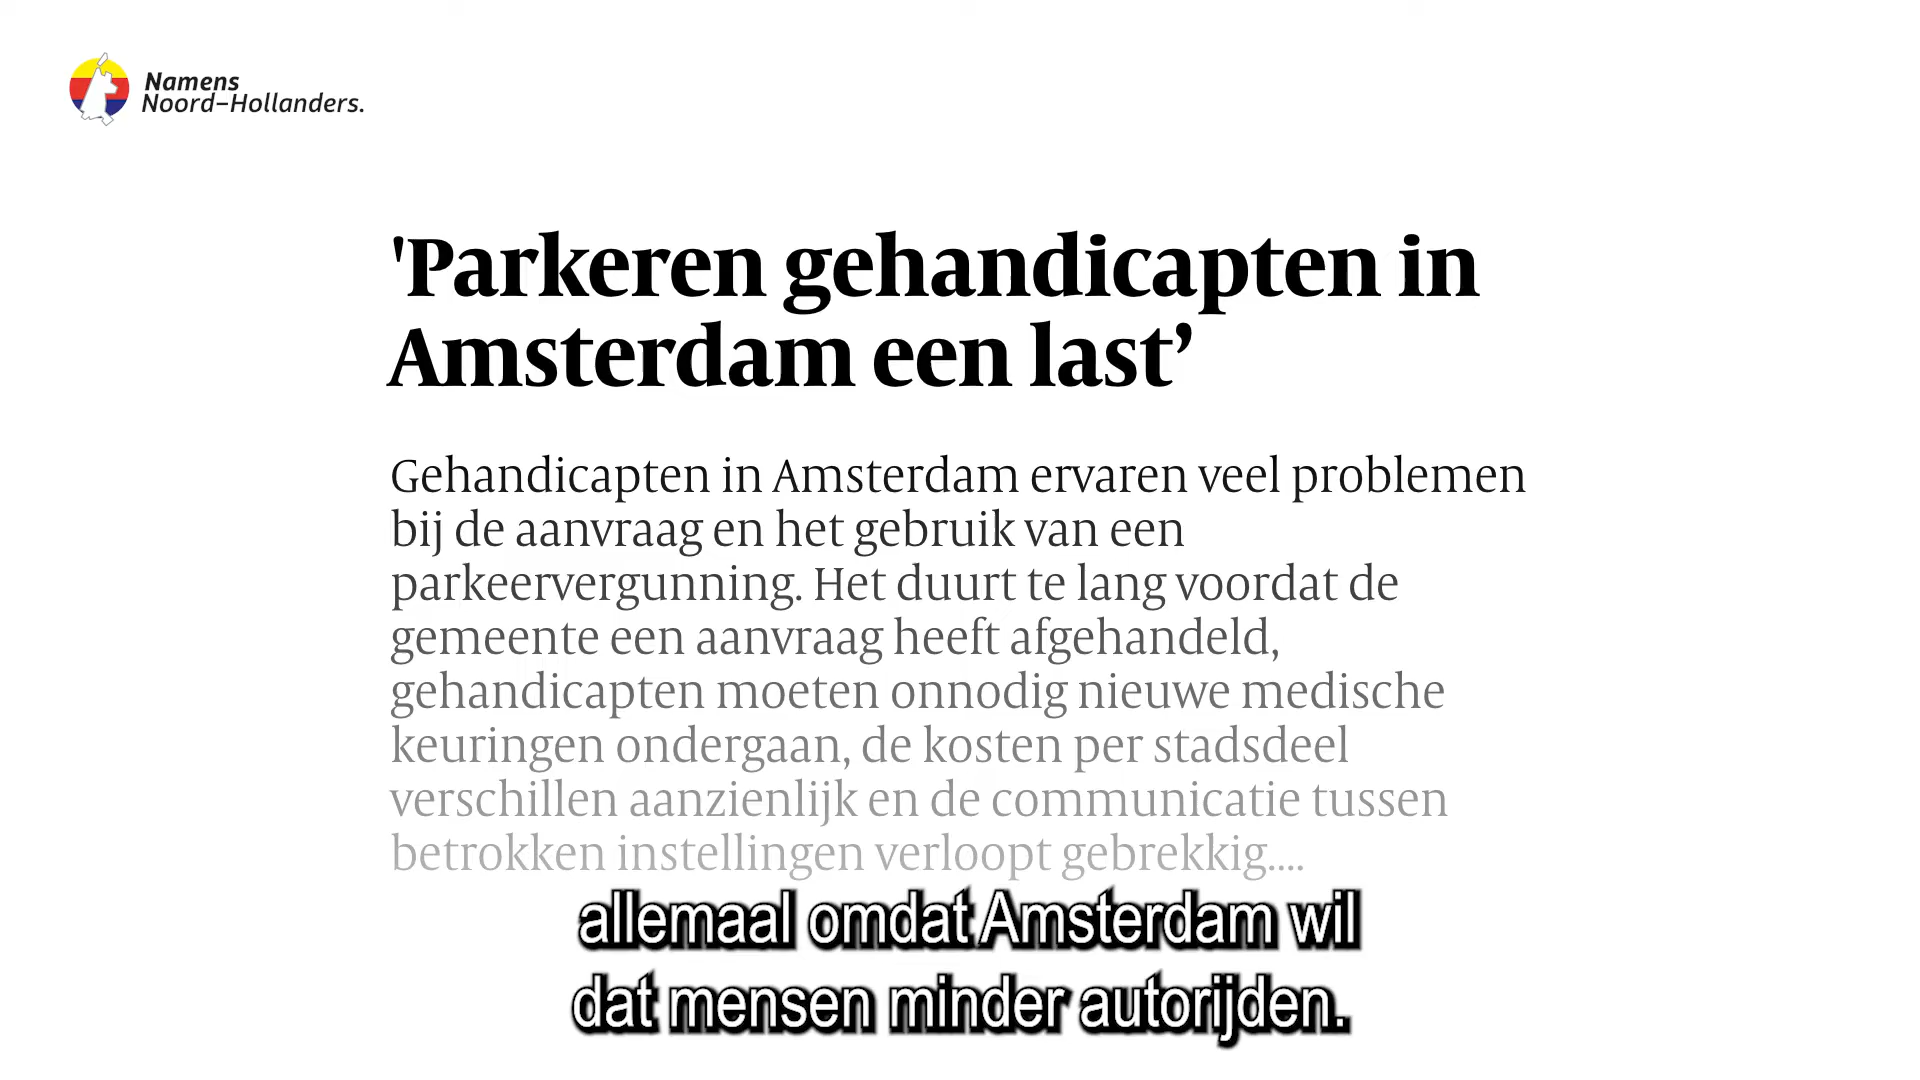 Namens
Noord-Hollanders.
'Parkeren gehandicapten in
Amsterdam een last’
Gehandicapten in Amsterdam ervaren veel problemen
bij de aanvraag en het gebruik van een
parkeervergunning. Het duurt te lang voordat de
gemeente een aanvraag heeft afgehandeld,
gehandicapten moeten onnodig nieuwe medische
keuringen ondergaan, de kosten per stadsdeel
verschillen aanzienlijk en de communicatie tussen
betrokken instellingen verloopt gebrekkig....
allemaal omdat Amsterdam wil
dat mensen minder autorijden.